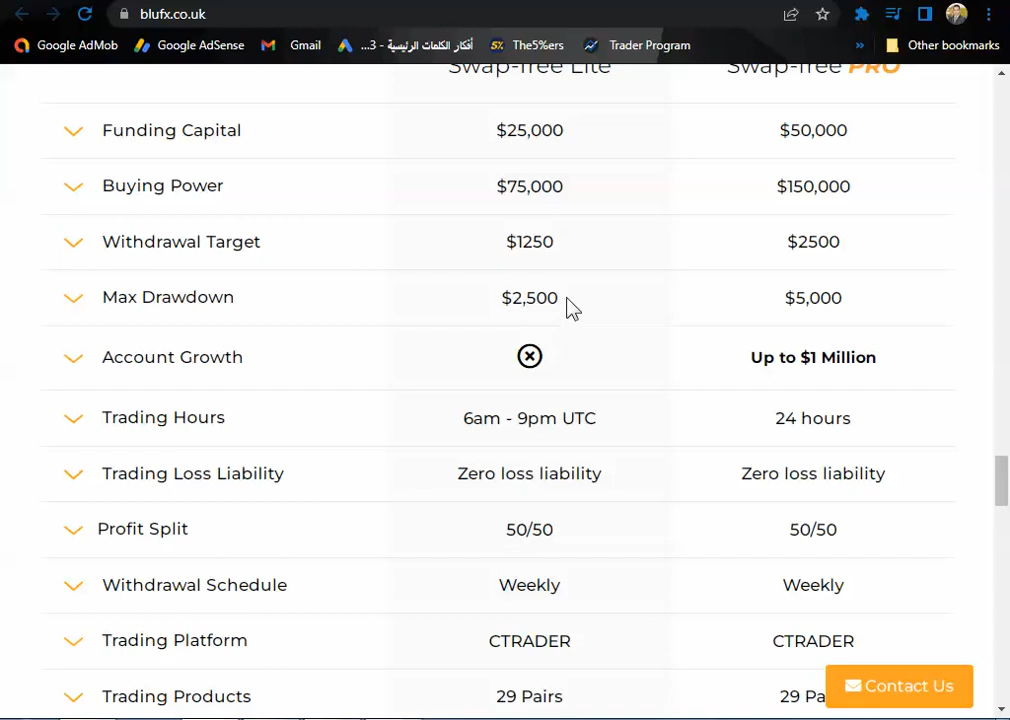 blufx.co.uk
Google AdMob
Google AdSense
Gmail
أفكار الكلمات الرئيسية - 3...
5% The5%ers
Trader Program
»
Other bookmarks
Swap-free Lite
Swap-free PRO
Funding Capital $25,000 $50,000
Buying Power $75,000 $150,000
Withdrawal Target $1250 $2500
Max Drawdown $2,500 $5,000
Account Growth Up to $1 Million
Trading Hours 6am - 9pm UTC 24 hours
Trading Loss Liability Zero loss liability Zero loss liability
Profit Split 50/50 50/50
Withdrawal Schedule Weekly Weekly
Trading Platform CTRADER CTRADER
Trading Products 29 Pairs 29 Pa
Contact Us